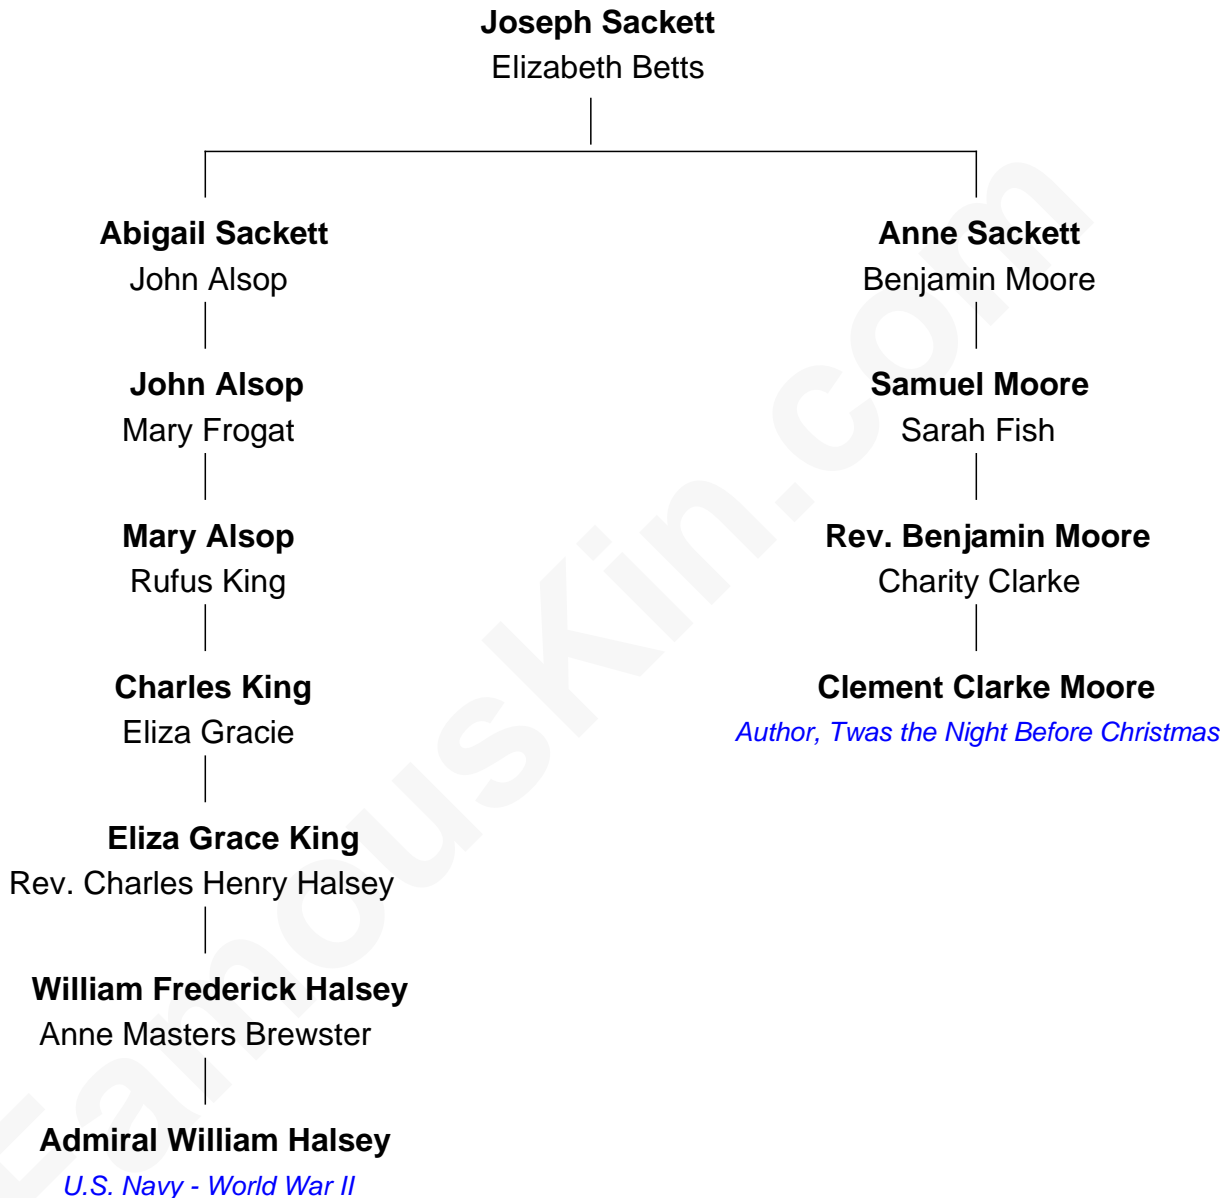 Joseph Sackett
Elizabeth Betts
Abigail Sackett
John Alsop
Anne Sackett
Benjamin Moore
John Alsop
Mary Frogat
Samuel Moore
Sarah Fish
Mary Alsop
Rufus King
Rev. Benjamin Moore
Charity Clarke
Charles King
Eliza Gracie
Clement Clarke Moore
Author, Twas the Night Before Christmas
Eliza Grace King
Rev. Charles Henry Halsey
William Frederick Halsey
Anne Masters Brewster
Admiral William Halsey
U.S. Navy - World War II
FamousKin.com